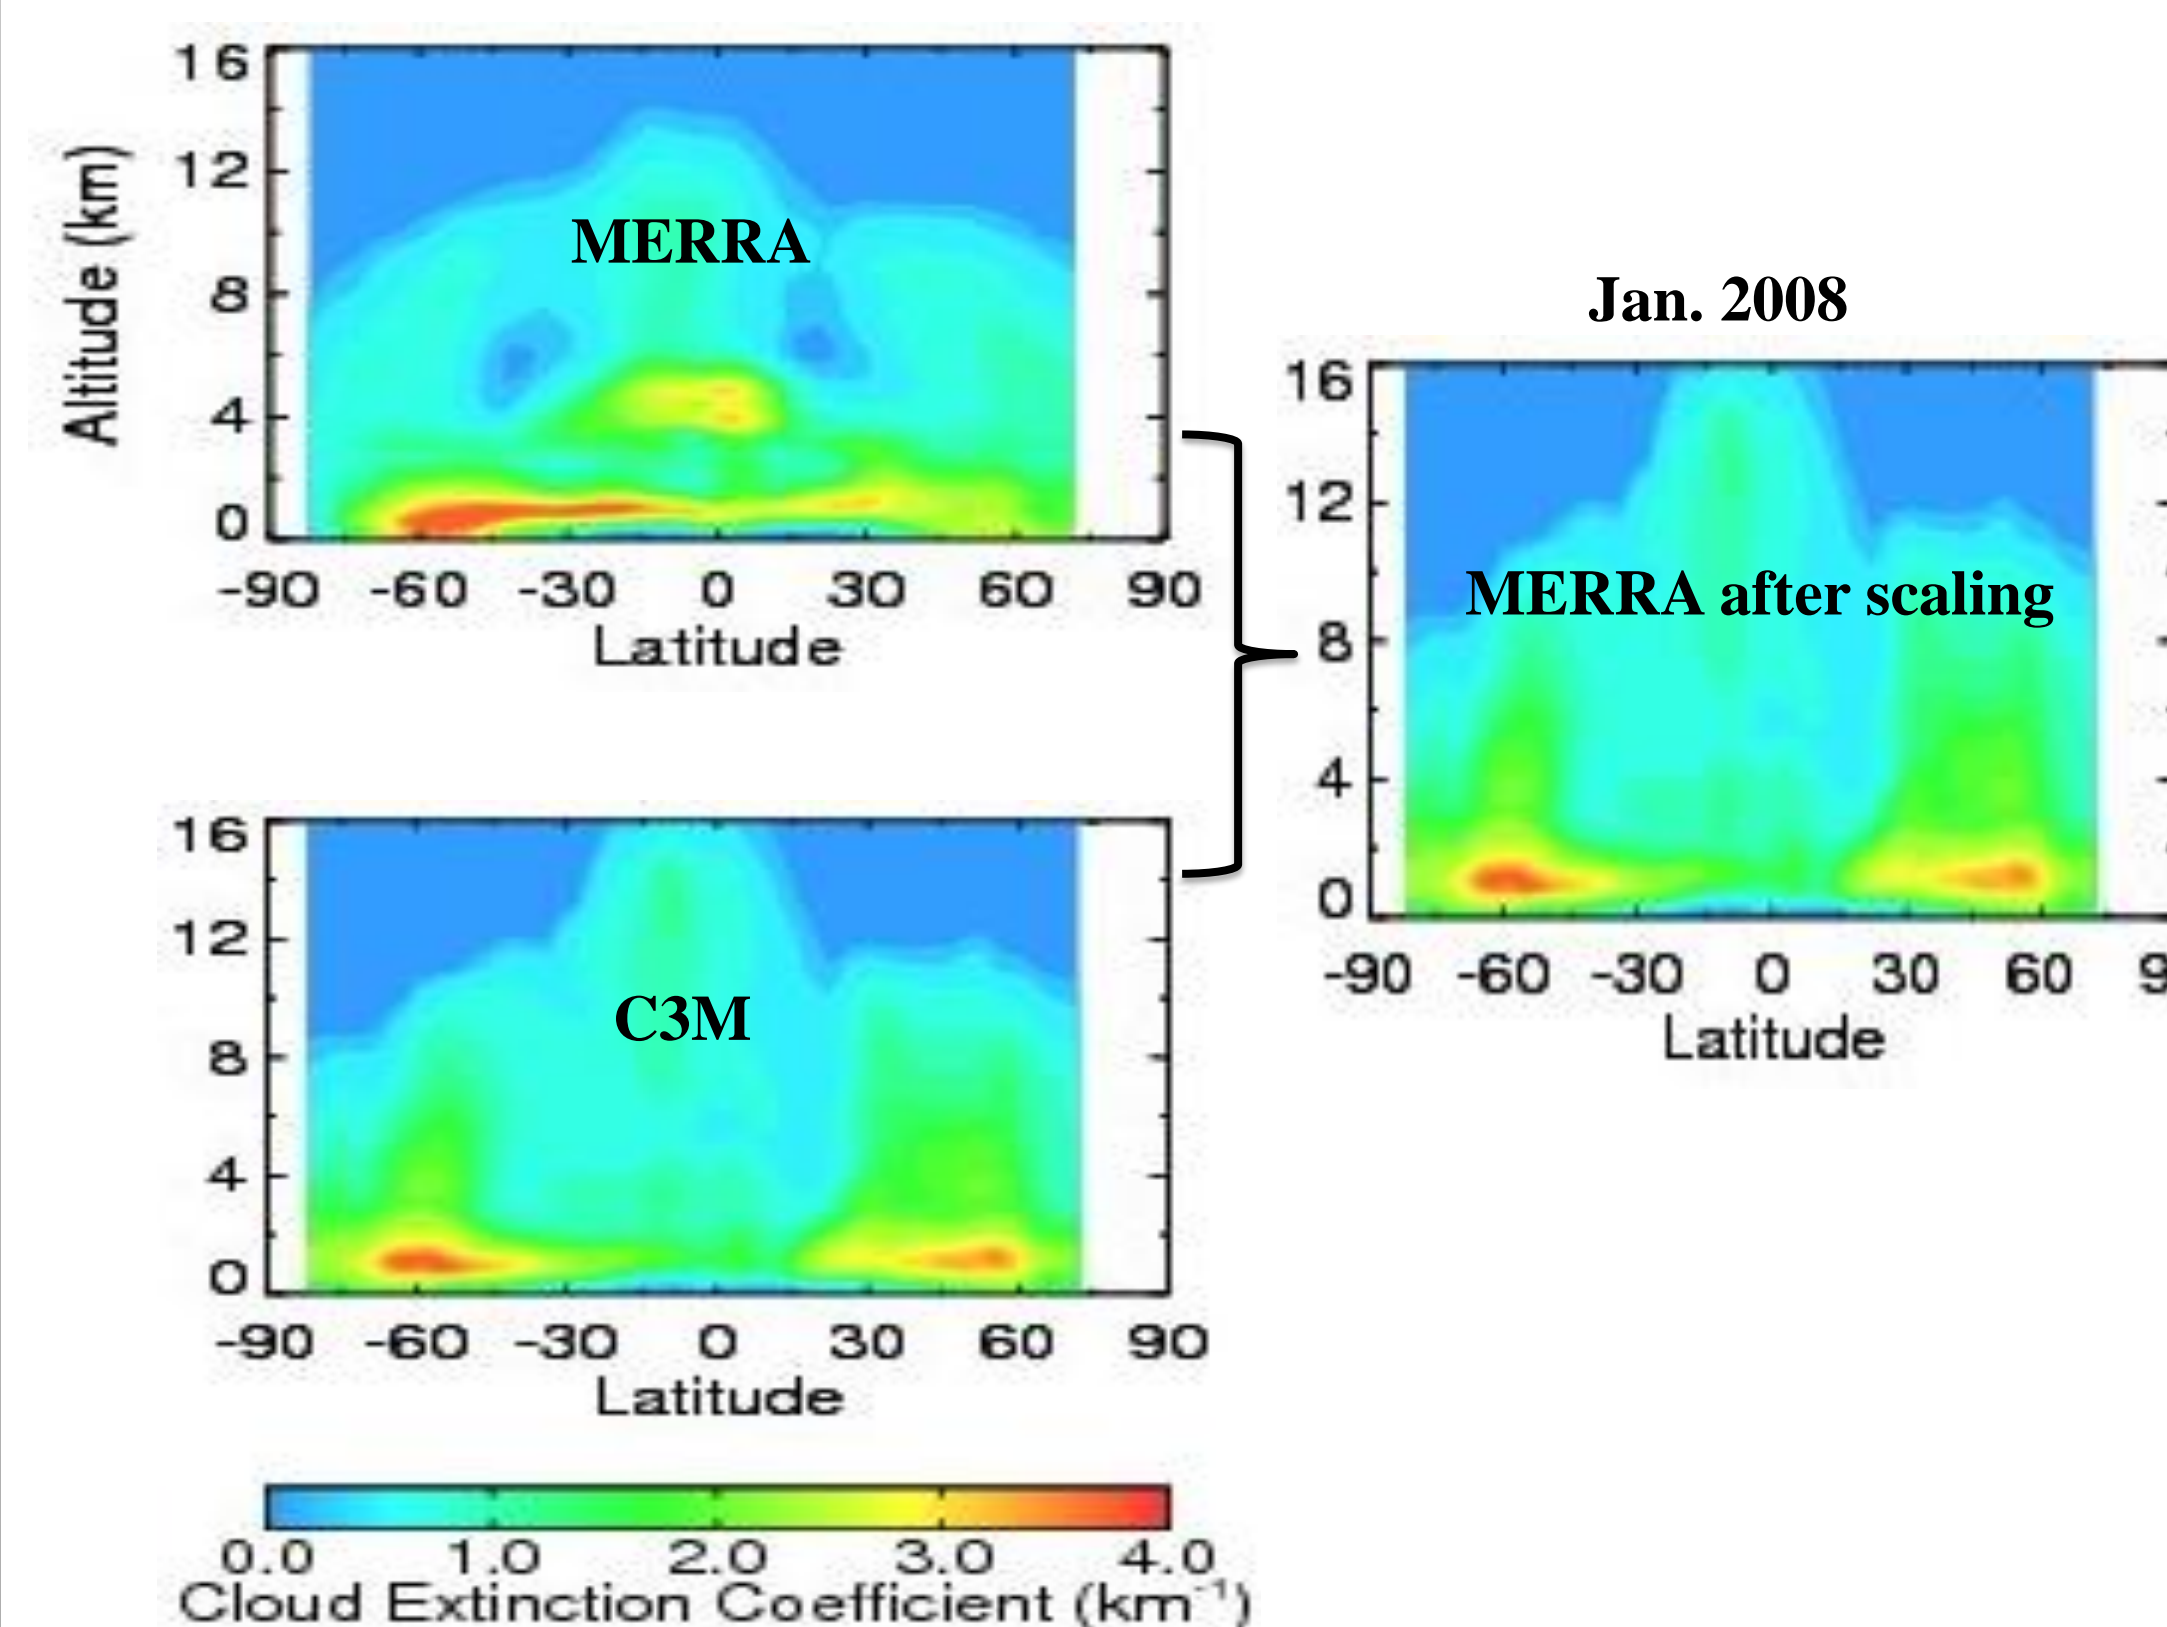 16
12
8
4
0
Altitude (km)
MERRA
-90 -60 -30 0 30 60 90
Latitude
Jan. 2008
16
12
8
4
0
MERRA after scaling
-90 -60 -30 0 30 60 9
Latitude
16
12
8
4
0
C3M
-90 -60 -30 0 30 60 90
Latitude
0.0 1.0 2.0 3.0 4.0
Cloud Extinction Coefficient (km⁻¹)